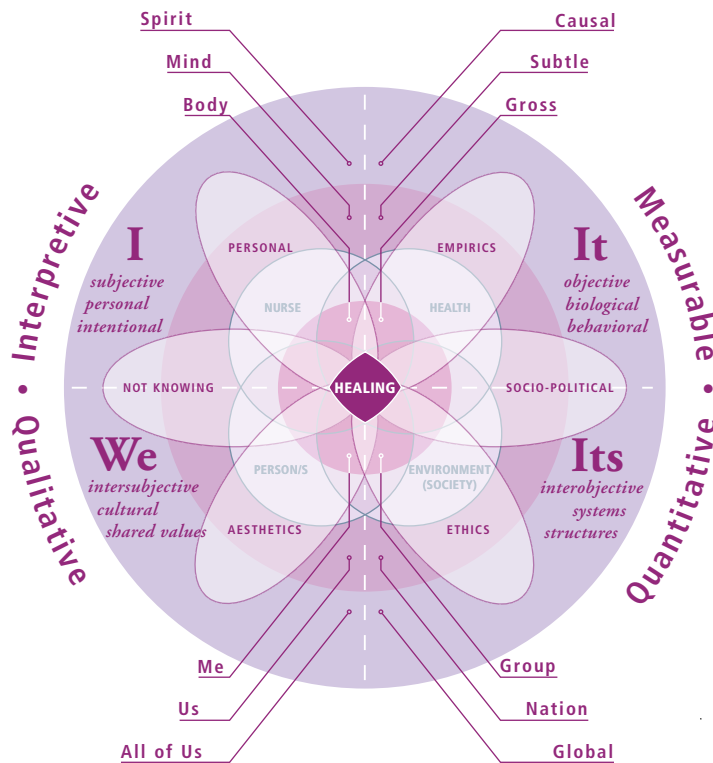 Spirit
Causal
Mind
Subtle
Body
Gross
Interpretive
Measurable
I
subjective
personal
intentional
It
objective
biological
behavioral
PERSONAL
EMPIRICS
NURSE
HEALTH
NOT KNOWING
HEALING
SOCIO-POLITICAL
• Qualitative
• Quantitative
We
intersubjective
cultural
shared values
Its
interobjective
systems
structures
PERSON/S
ENVIRONMENT
(SOCIETY)
AESTHETICS
ETHICS
Me
Group
Us
Nation
All of Us
Global